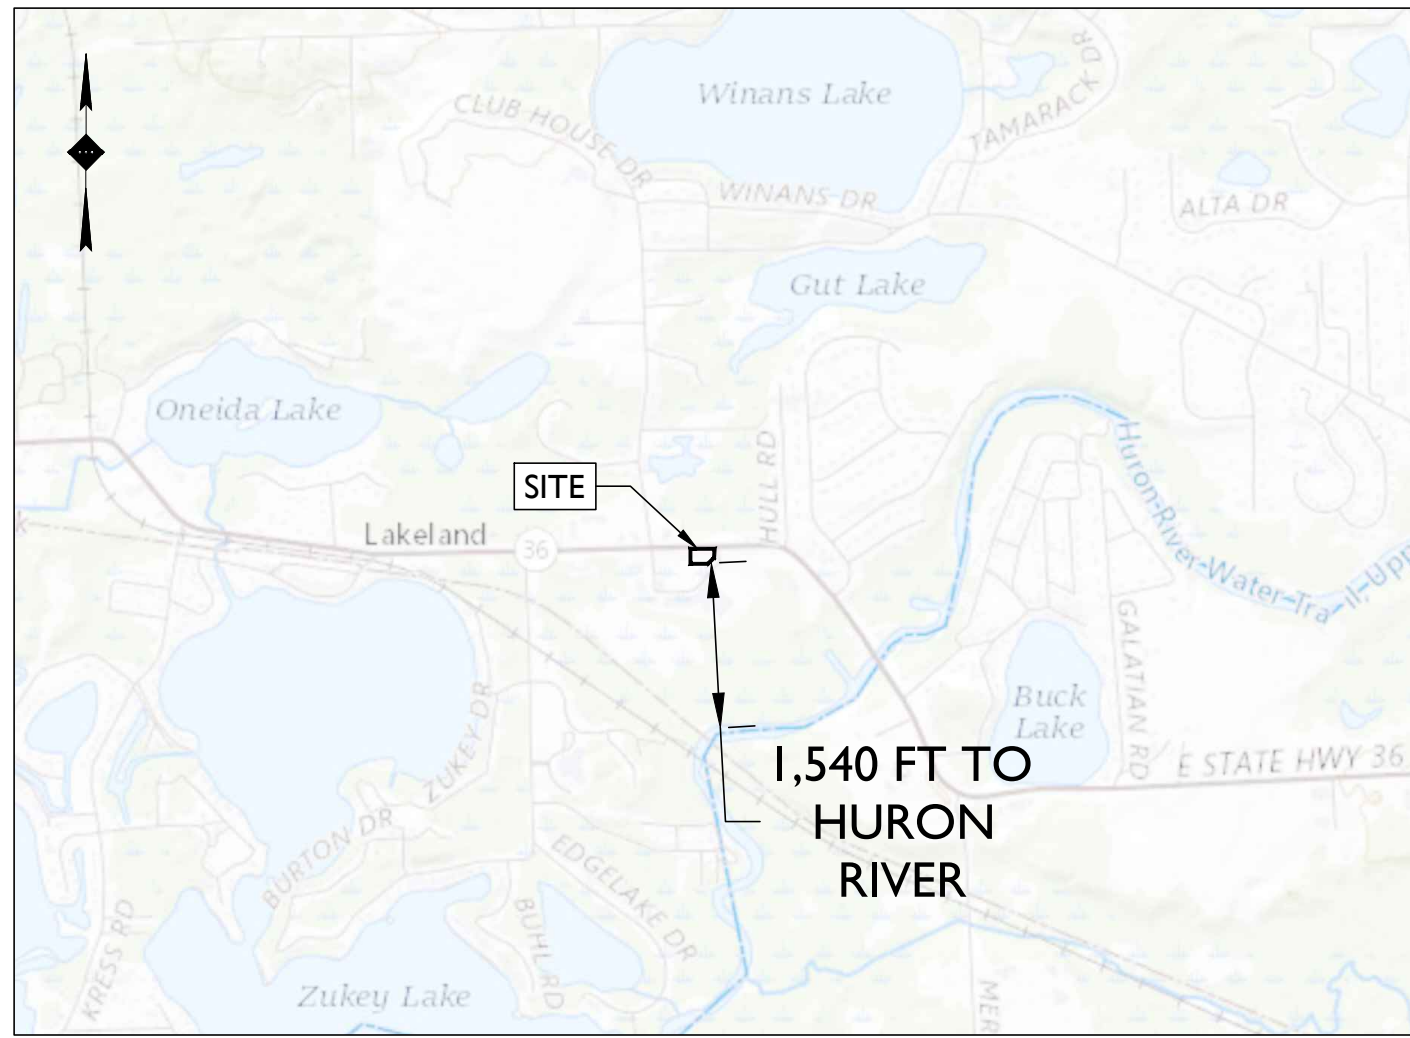 Winans Lake
CLUB HOUSE DR
TAMARACK DR
WINANS DR
ALTA DR
Gut Lake
Oneida Lake
HULL RD
SITE
Lakeland
36
Huron-River-Water-Tra il, Upp
k
GALATIAN RD
Buck
Lake
ZUKEY DR
E STATE HWY 36
1,540 FT TO
HURON
RIVER
BURTON DR
EDGELAKE DR
BUHL RD
KRESS RD
Zukey Lake
MER